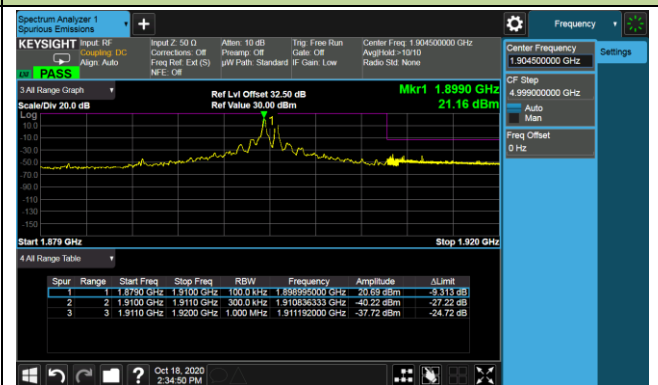 Spectrum Analyzer 1
Spurious Emissions
Frequency
KEYSIGHT Input: RF Input Z: 50 Ω Atten: 10 dB Trig: Free Run Center Freq: 1.904500000 GHz
Coupling: DC Corrections: Off Preamp: Off Gate: Off Avg|Hold:>10/10
Align: Auto Freq Ref: Ext (S) µW Path: Standard IF Gain: Low Radio Std: None
NFE: Off
LM PASS
Center Frequency
1.904500000 GHz
Settings
CF Step
4.999000000 GHz
Auto
Man
Freq Offset
0 Hz
3 All Range Graph
Ref Lvl Offset 32.50 dB
Mkr1 1.8990 GHz
Scale/Div 20.0 dB
Ref Value 30.00 dBm
21.16 dBm
Log
10.0
-10.0
-30.0
-50.0
-70.0
-90.0
-110
-130
-150
1
Start 1.879 GHz
Stop 1.920 GHz
4 All Range Table
Spur Range Start Freq Stop Freq RBW Frequency Amplitude ΔLimit
1 1 1.8790 GHz 1.9100 GHz 100.0 kHz 1.898995000 GHz 20.69 dBm -9.313 dB
2 2 1.9100 GHz 1.9110 GHz 300.0 kHz 1.910836333 GHz -40.22 dBm -27.22 dB
3 3 1.9110 GHz 1.9200 GHz 1.000 MHz 1.911192000 GHz -37.72 dBm -24.72 dB
Oct 18, 2020
2:34:50 PM